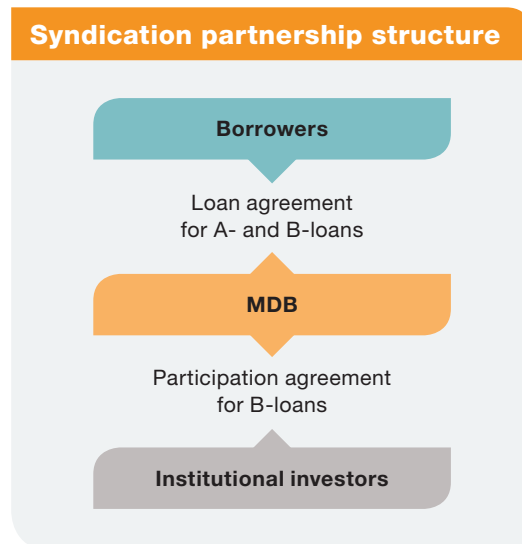 Syndication partnership structure
Borrowers
Loan agreement
for A- and B-loans
MDB
Participation agreement
for B-loans
Institutional investors